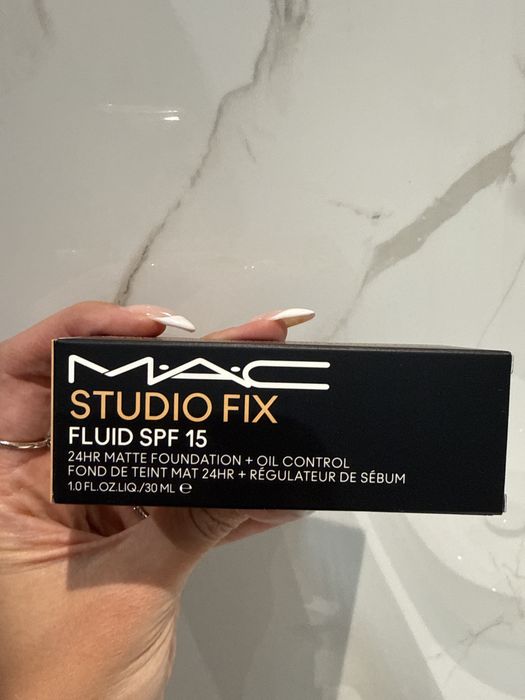 M·A·C
STUDIO FIX
FLUID SPF 15
24HR MATTE FOUNDATION + OIL CONTROL
FOND DE TEINT MAT 24HR + RÉGULATEUR DE SÉBUM
1.0 FL.OZ.LIQ./30 ML ℮